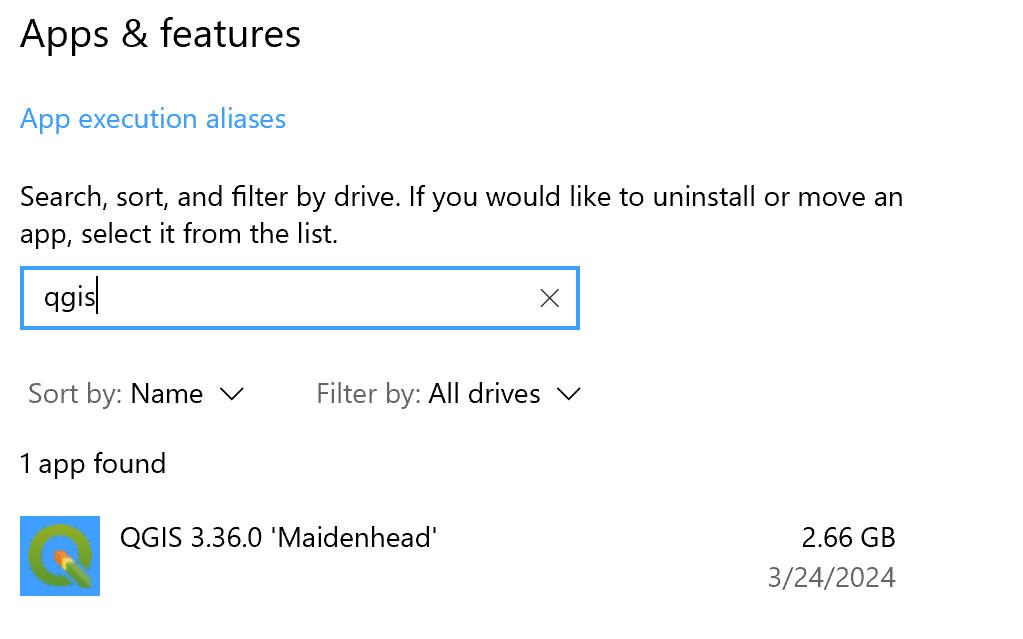 Apps & features
App execution aliases
Search, sort, and filter by drive. If you would like to uninstall or move an
app, select it from the list.
qgis
Sort by: Name Filter by: All drives
1 app found
QGIS 3.36.0 'Maidenhead' 2.66 GB
3/24/2024